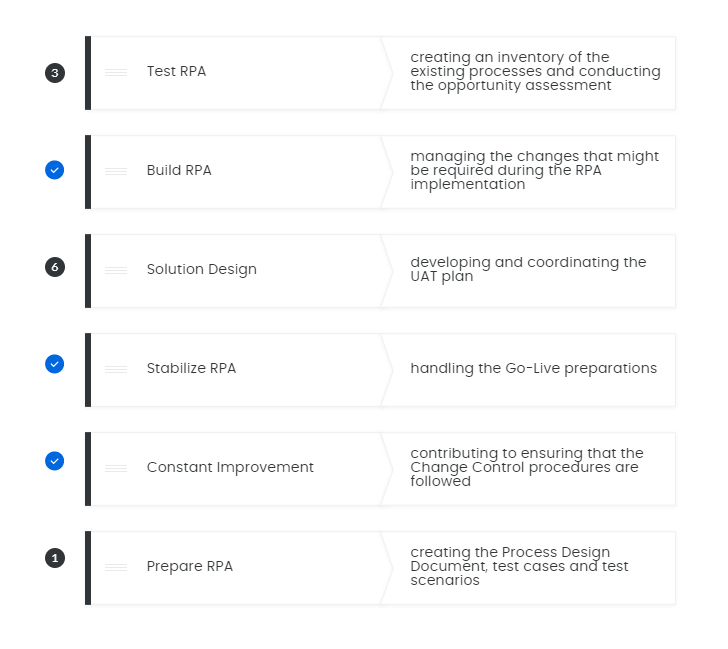 3
Test RPA
creating an inventory of the
existing processes and conducting
the opportunity assessment
Build RPA
managing the changes that might
be required during the RPA
implementation
6
Solution Design
developing and coordinating the
UAT plan
Stabilize RPA
handling the Go-Live preparations
Constant Improvement
contributing to ensuring that the
Change Control procedures are
followed
1
Prepare RPA
creating the Process Design
Document, test cases and test
scenarios